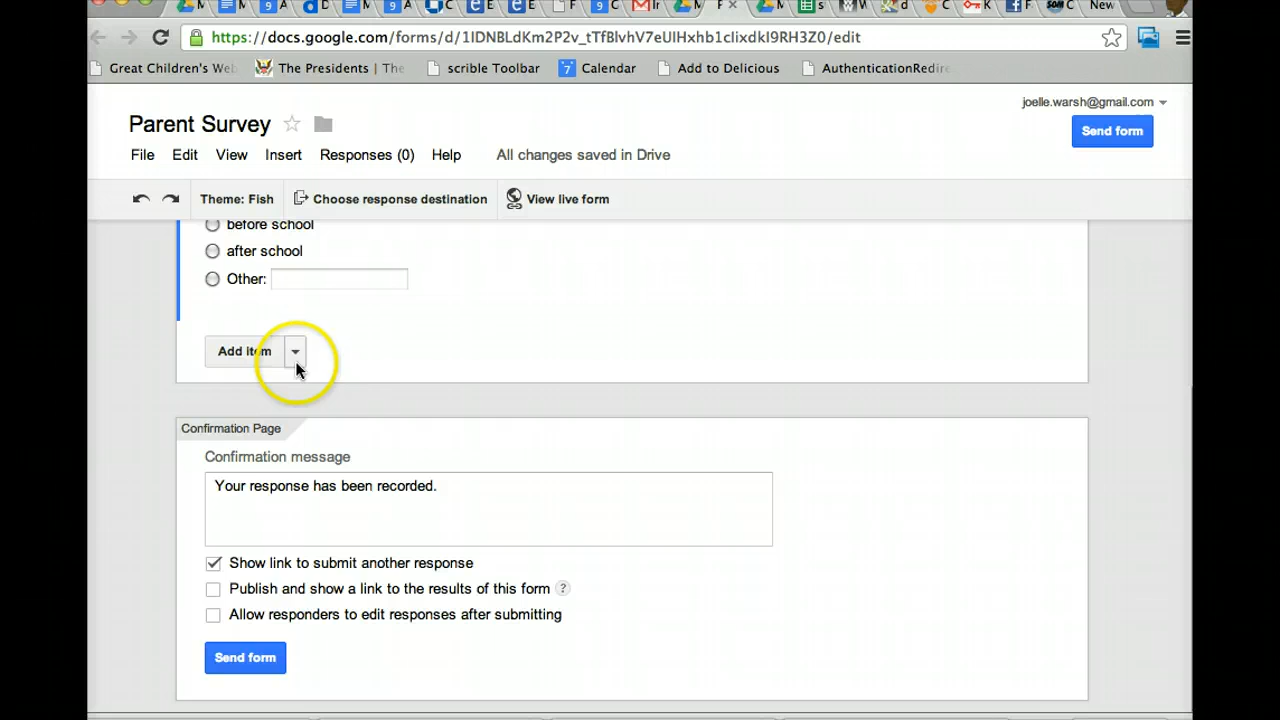 https://docs.google.com/forms/d/1lDNBLdKm2P2v_tTfBlvhV7eUlHxhb1clixdkI9RH3Z0/edit
Great Children's Web
The Presidents | The
scrible Toolbar
7 Calendar
Add to Delicious
AuthenticationRedire
joelle.warsh@gmail.com
Parent Survey
Send form
File Edit View Insert Responses (0) Help All changes saved in Drive
Theme: Fish Choose response destination View live form
before school
after school
Other:
Add item
Confirmation Page
Confirmation message
Your response has been recorded.
Show link to submit another response
Publish and show a link to the results of this form ?
Allow responders to edit responses after submitting
Send form